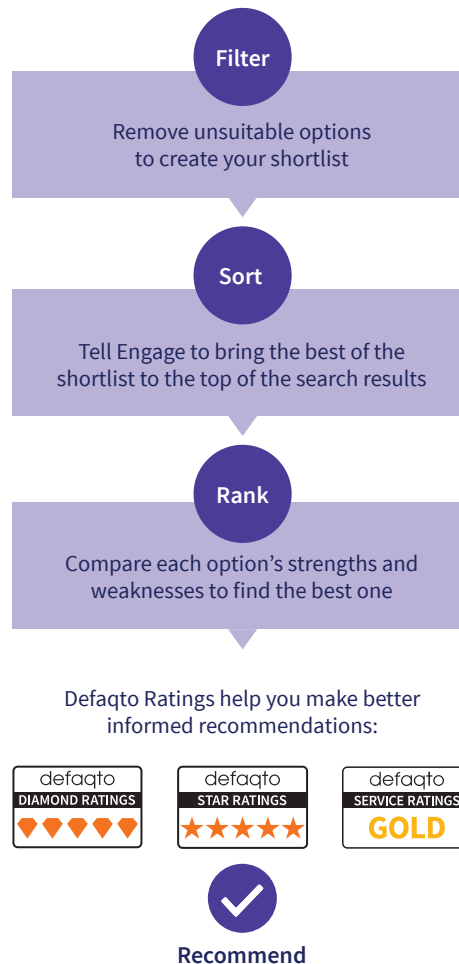 Filter
Remove unsuitable options
to create your shortlist
Sort
Tell Engage to bring the best of the
shortlist to the top of the search results
Rank
Compare each option’s strengths and
weaknesses to find the best one
Defaqto Ratings help you make better
informed recommendations:
defaqto
DIAMOND RATINGS
defaqto
STAR RATINGS
defaqto
SERVICE RATINGS
GOLD
Recommend